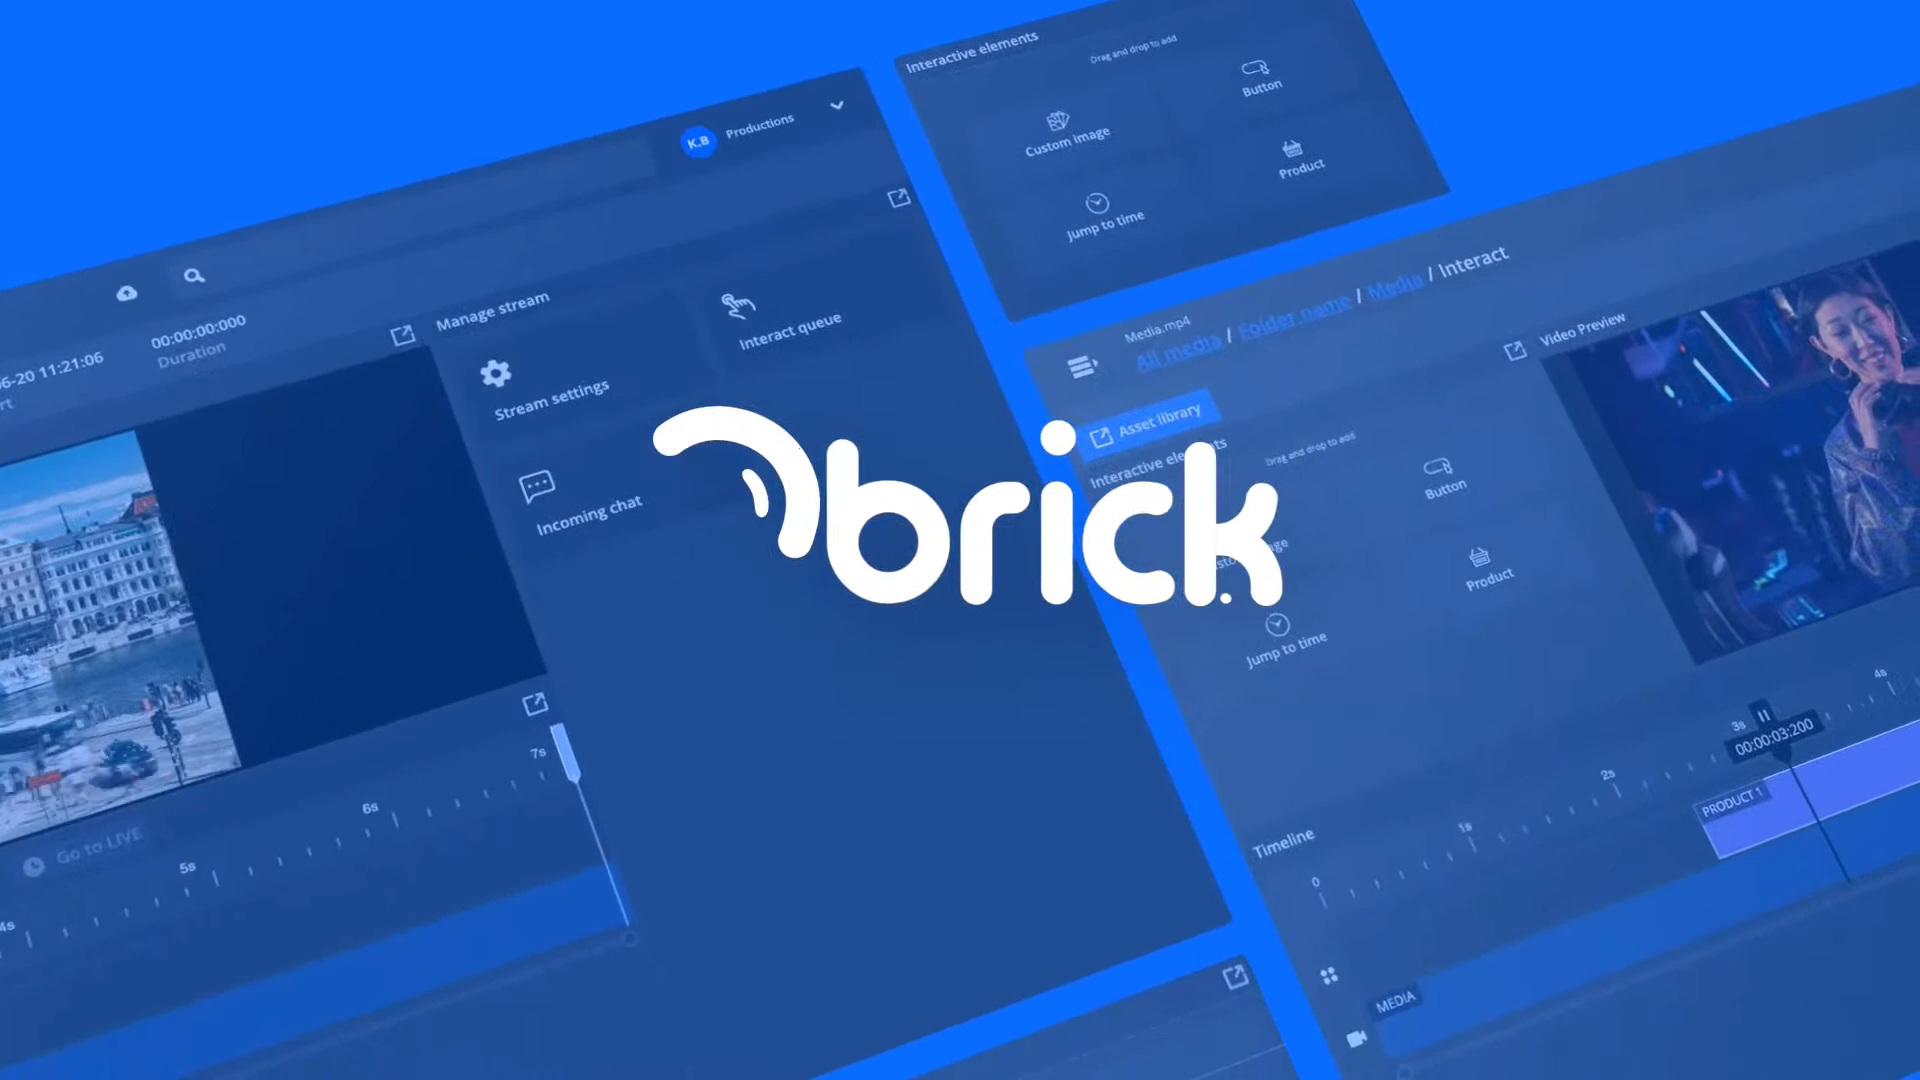 Interactive elements
Drag and drop to add
Button
Custom image
Product
Jump to time
K.B Productions
00:00:00:000
Duration
11:21:06
Manage stream
Interact queue
Stream settings
Incoming chat
brick
Media.mp4
All media / Folder name / Media / Interact
Video Preview
Asset library
Interactive
Drag and drop to add
Button
Product
Jump to time
7s
6s
5s
4s
Go to LIVE
4s
3s
00:00:03:200
2s
1s
0
PRODUCT 1
Timeline
MEDIA